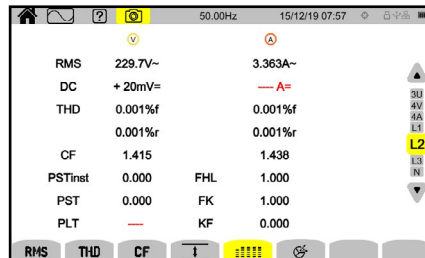 ? 50.00Hz 15/12/19 07:57
V A
RMS 229.7V~ 3.363A~
DC + 20mV= ---- A=
THD 0.001%f 0.001%f
0.001%r 0.001%r
CF 1.415 1.438
PSTinst 0.000 FHL 1.000
PST 0.000 FK 1.000
PLT ---- KF 0.000
3U
4V
4A
L1
L2
L3
N
RMS THD CF